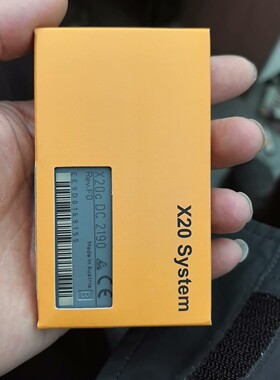 X20 System
X20c DC 2190
Rev.F0
Made in Austria